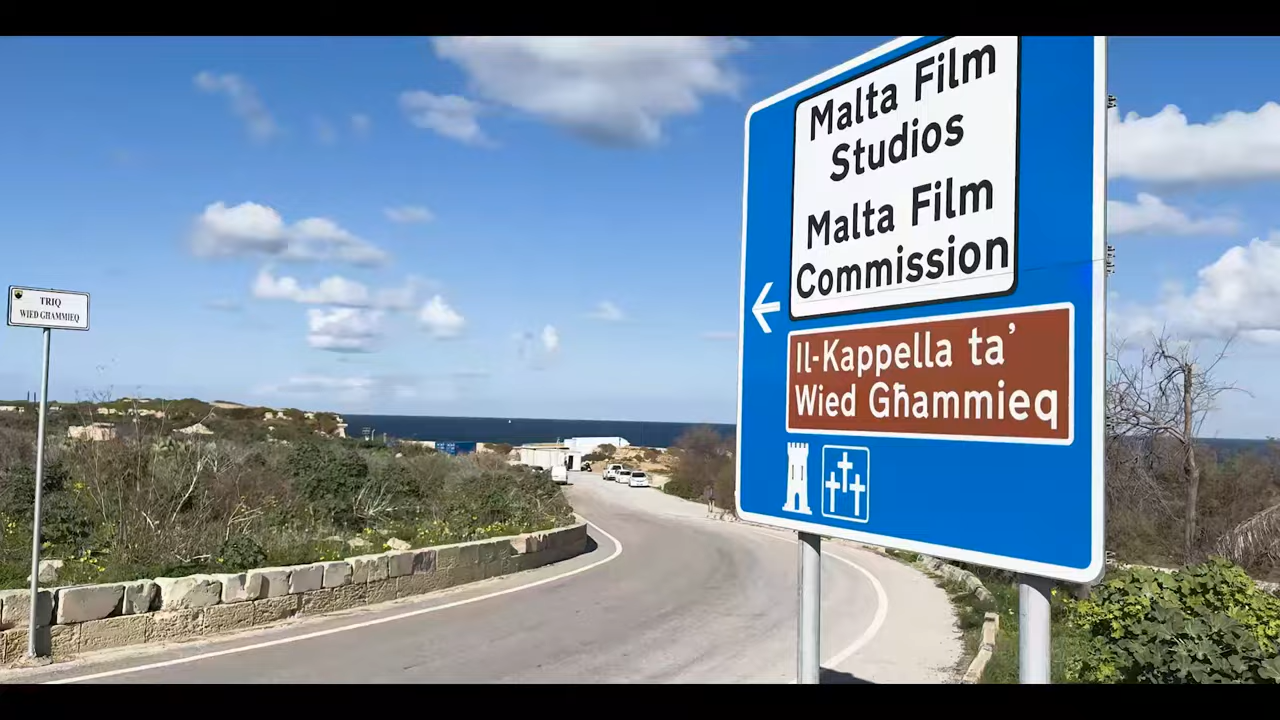 TRIQ
WIED GĦAMMIEQ
Malta Film
Studios
Malta Film
Commission
Il-Kappella ta'
Wied Għammieq